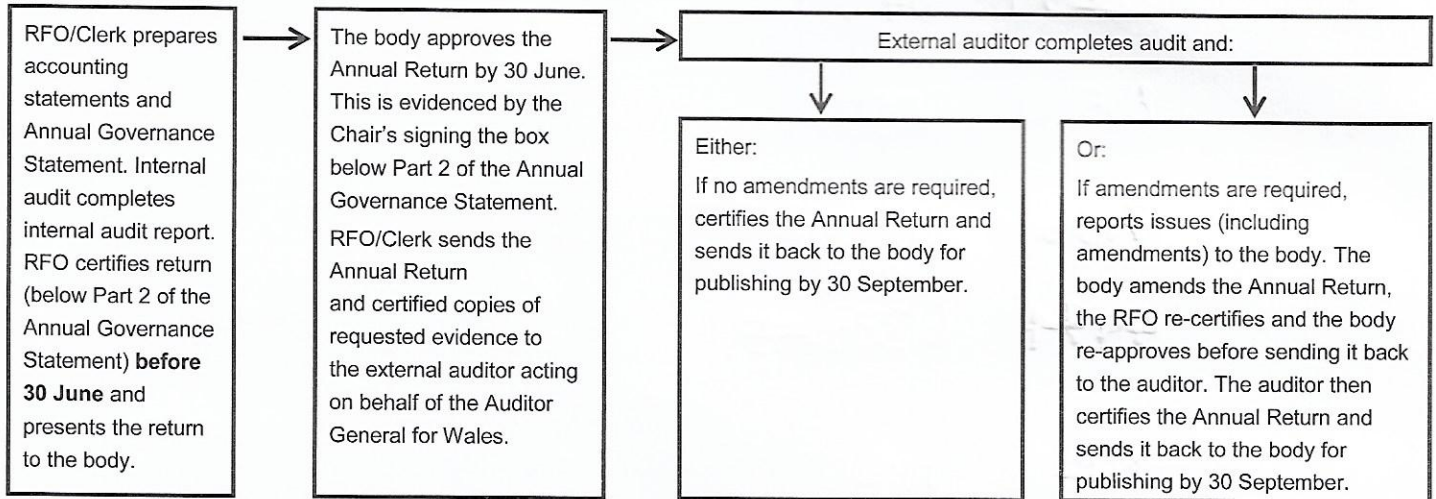 RFO/Clerk prepares
accounting
statements and
Annual Governance
Statement. Internal
audit completes
internal audit report.
RFO certifies return
(below Part 2 of the
Annual Governance
Statement) before
30 June and
presents the return
to the body.
The body approves the
Annual Return by 30 June.
This is evidenced by the
Chair's signing the box
below Part 2 of the Annual
Governance Statement.
RFO/Clerk sends the
Annual Return
and certified copies of
requested evidence to
the external auditor acting
on behalf of the Auditor
General for Wales.
External auditor completes audit and:
Either:
If no amendments are required,
certifies the Annual Return and
sends it back to the body for
publishing by 30 September.
Or:
If amendments are required,
reports issues (including
amendments) to the body. The
body amends the Annual Return,
the RFO re-certifies and the body
re-approves before sending it back
to the auditor. The auditor then
certifies the Annual Return and
sends it back to the body for
publishing by 30 September.